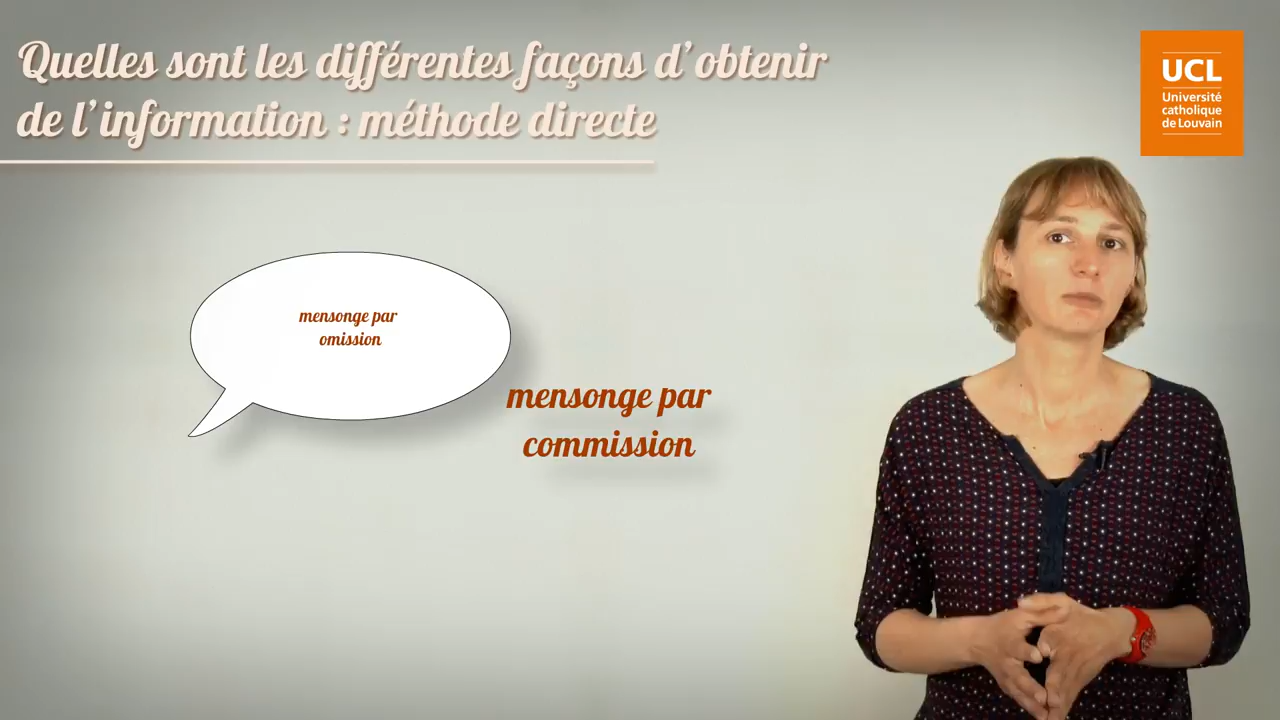 Quelles sont les différentes façons d'obtenir
de l'information : méthode directe
UCL
Université
catholique
de Louvain
mensonge par
omission
mensonge par
commission